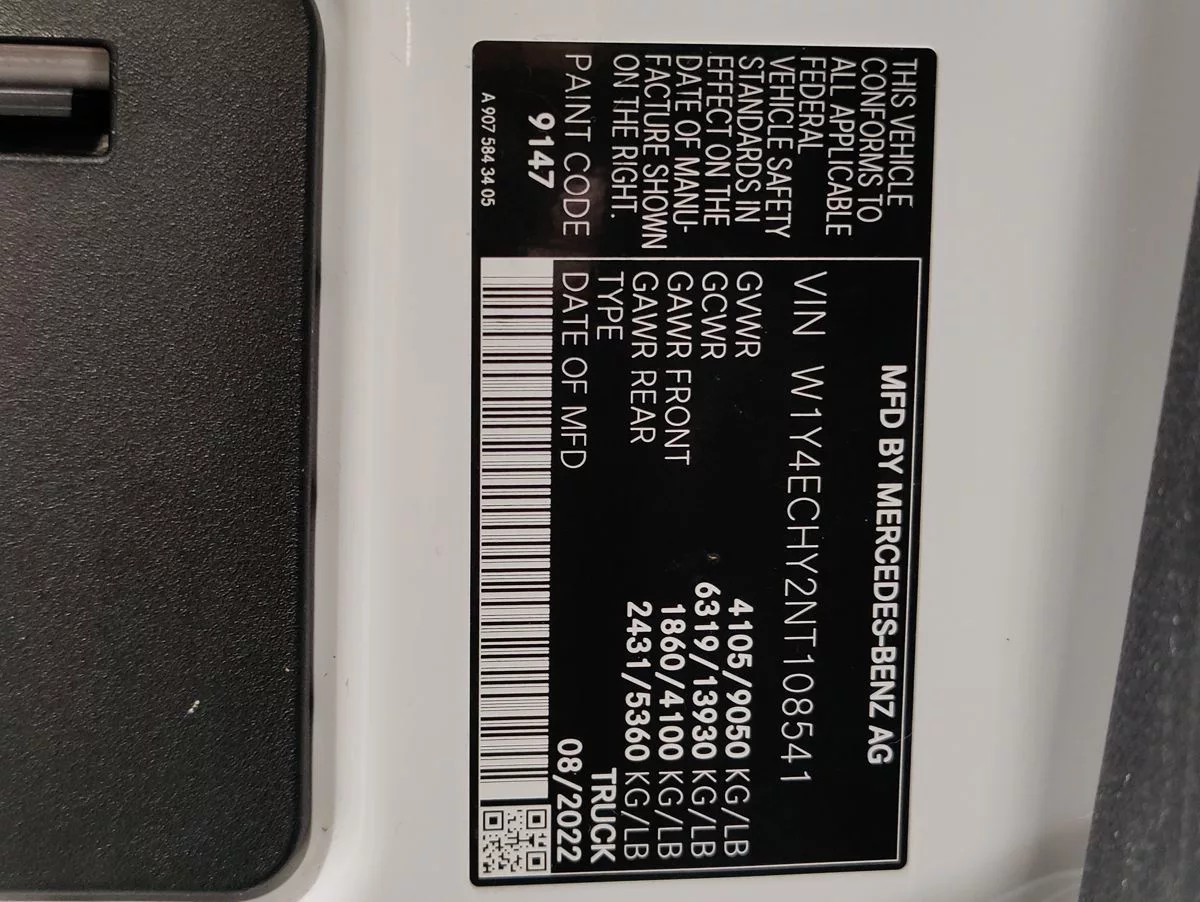 MFD BY MERCEDES-BENZ AG
VIN W1Y4ECHY2NT108541
GVWR 4105/9050 KG/LB
GCWR 6319/13930 KG/LB
GAWR FRONT 1860/4100 KG/LB
GAWR REAR 2431/5360 KG/LB
TYPE TRUCK
DATE OF MFD 08/2022
THIS VEHICLE
CONFORMS TO
ALL APPLICABLE
FEDERAL
VEHICLE SAFETY
STANDARDS IN
EFFECT ON THE
DATE OF MANU-
FACTURE SHOWN
ON THE RIGHT.
PAINT CODE
9147
A 907 584 34 05